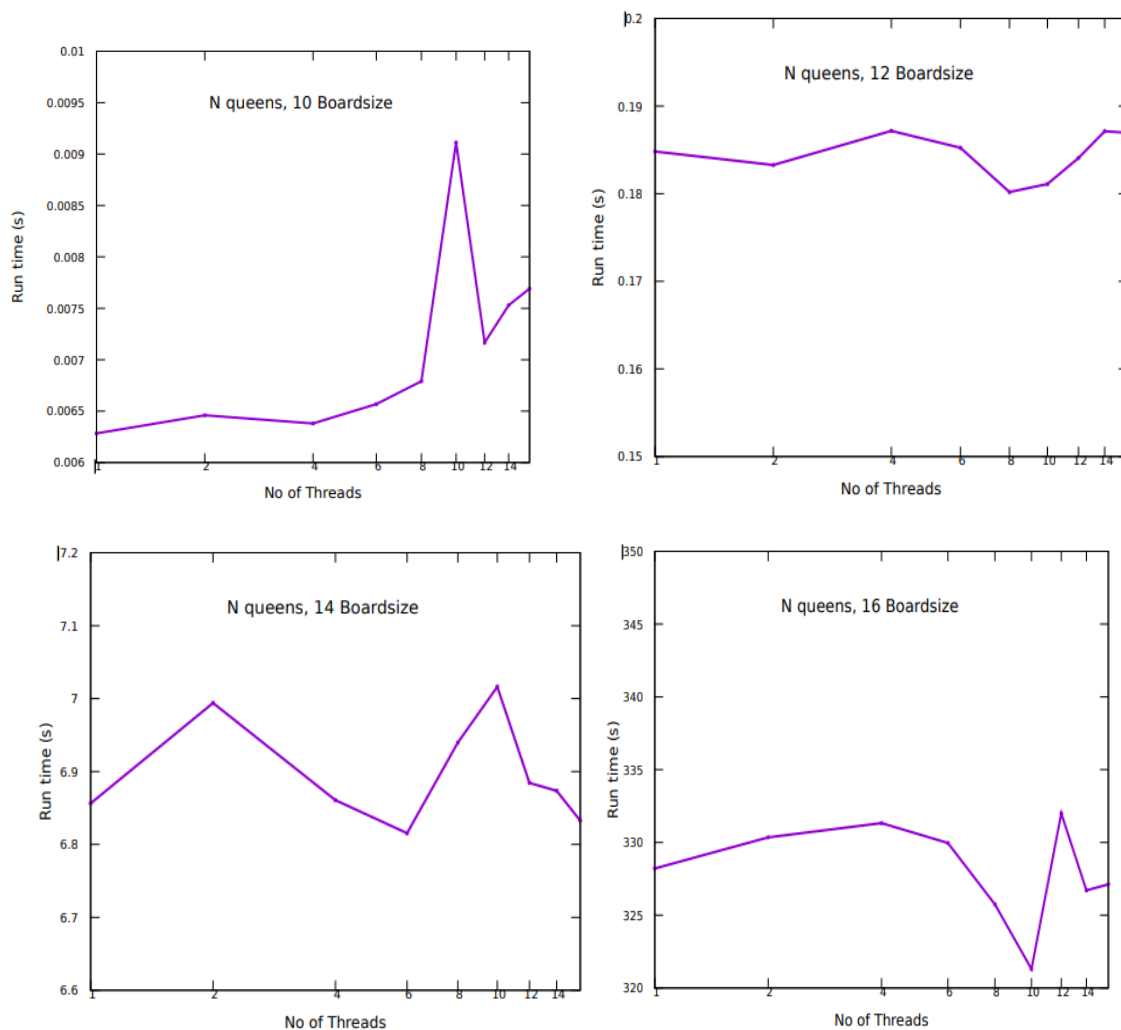 0.01
N queens, 10 Boardsize
0.0095
0.009
0.0085
0.008
0.0075
0.007
0.0065
0.006
Run time (s)
1 2 4 6 8 10 12 14
No of Threads
0.2
N queens, 12 Boardsize
0.19
0.18
0.17
0.16
0.15
Run time (s)
1 2 4 6 8 10 12 14
No of Threads
7.2
N queens, 14 Boardsize
7.1
7
6.9
6.8
6.7
6.6
Run time (s)
1 2 4 6 8 10 12 14
No of Threads
350
N queens, 16 Boardsize
345
340
335
330
325
320
Run time (s)
1 2 4 6 8 10 12 14
No of Threads